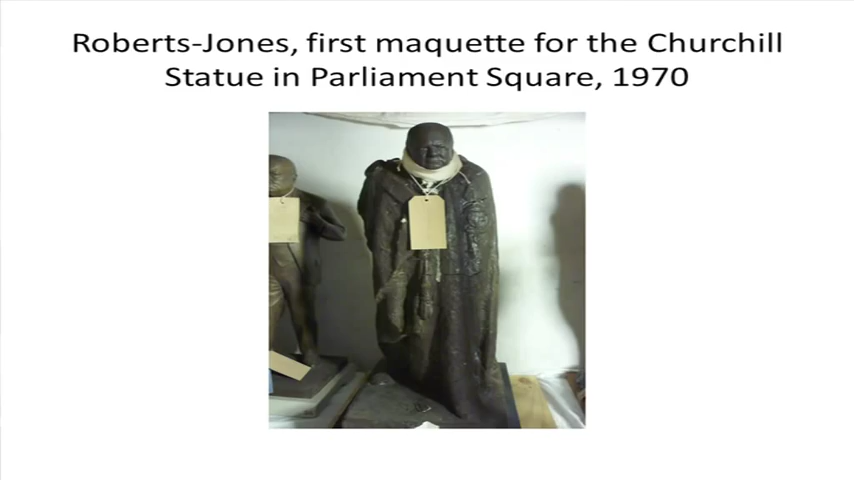 Roberts-Jones, first maquette for the Churchill
Statue in Parliament Square, 1970